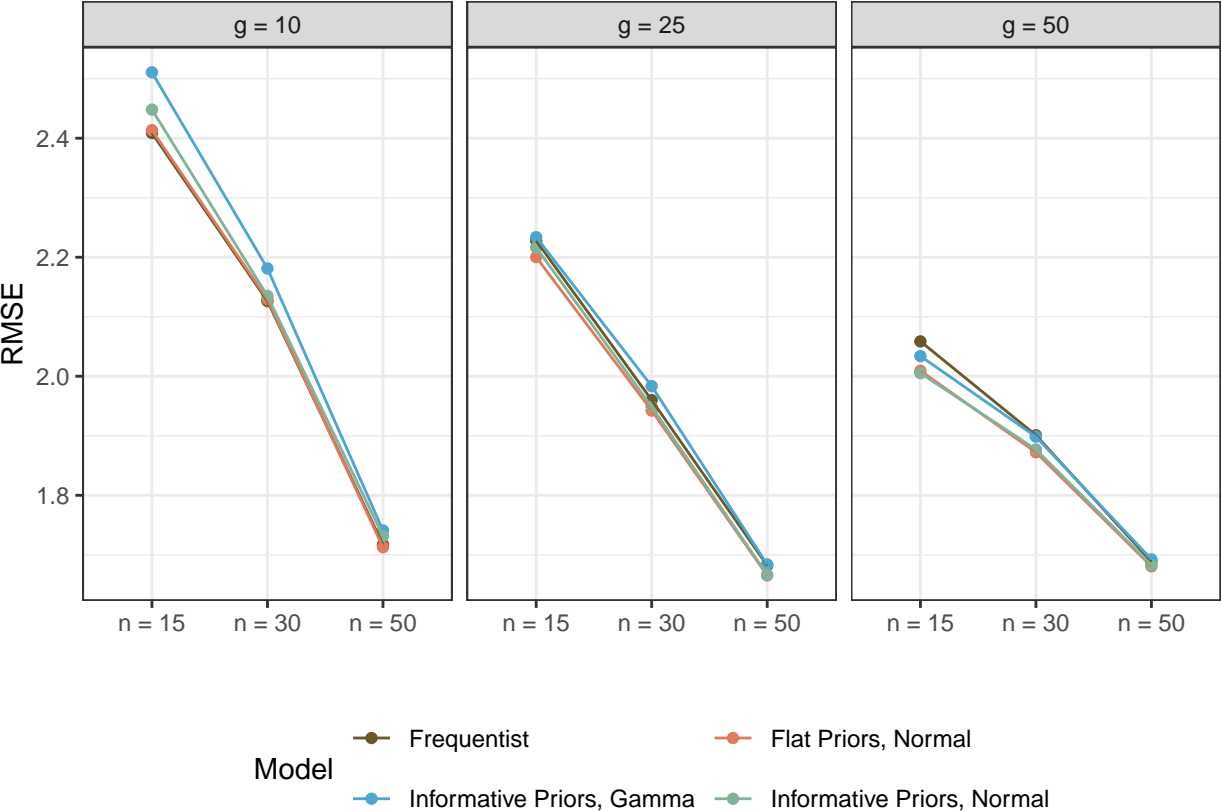 g = 10
g = 25
g = 50
RMSE
2.4
2.2
2.0
1.8
n = 15
n = 30
n = 50
n = 15
n = 30
n = 50
n = 15
n = 30
n = 50
Model
Frequentist
Flat Priors, Normal
Informative Priors, Gamma
Informative Priors, Normal